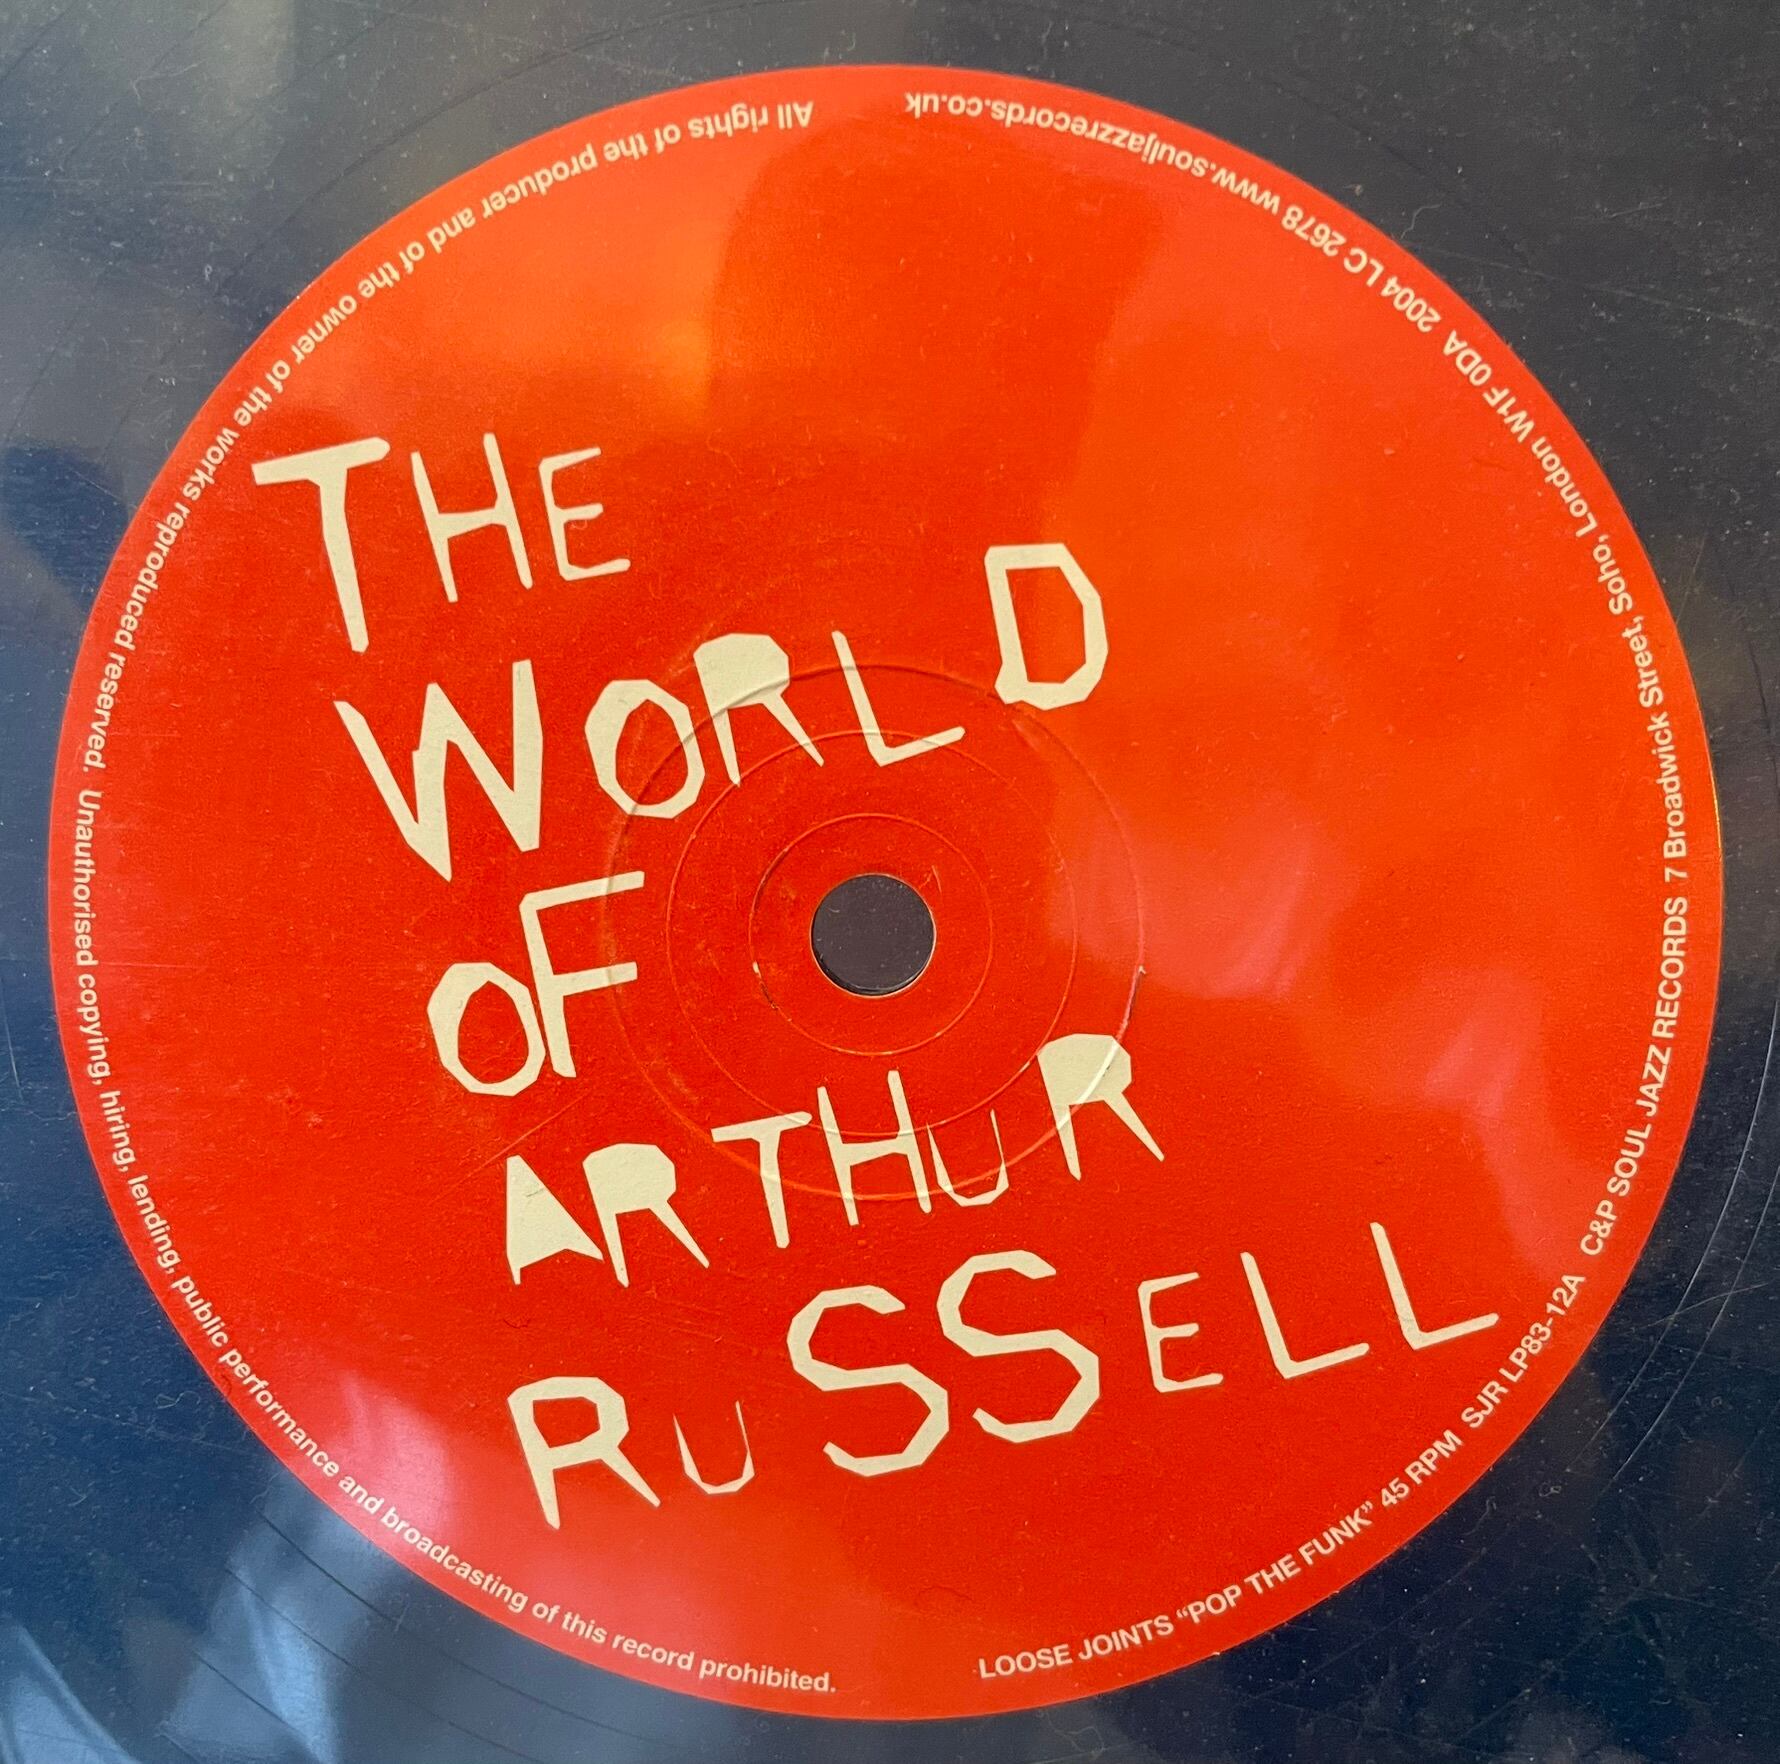 THE
WORLD
OF
ARTHUR
RuSSELL
LOOSE JOINTS “POP THE FUNK” 45 RPM SJR LP83-12A C&P SOUL JAZZ RECORDS 7 Broadwick Street, Soho, London W1F 0DA 2004 LC 2678 www.souljazzrecords.co.uk
All rights of the producer and of the owner of the works reproduced reserved. Unauthorised copying, hiring, lending, public performance and broadcasting of this record prohibited.